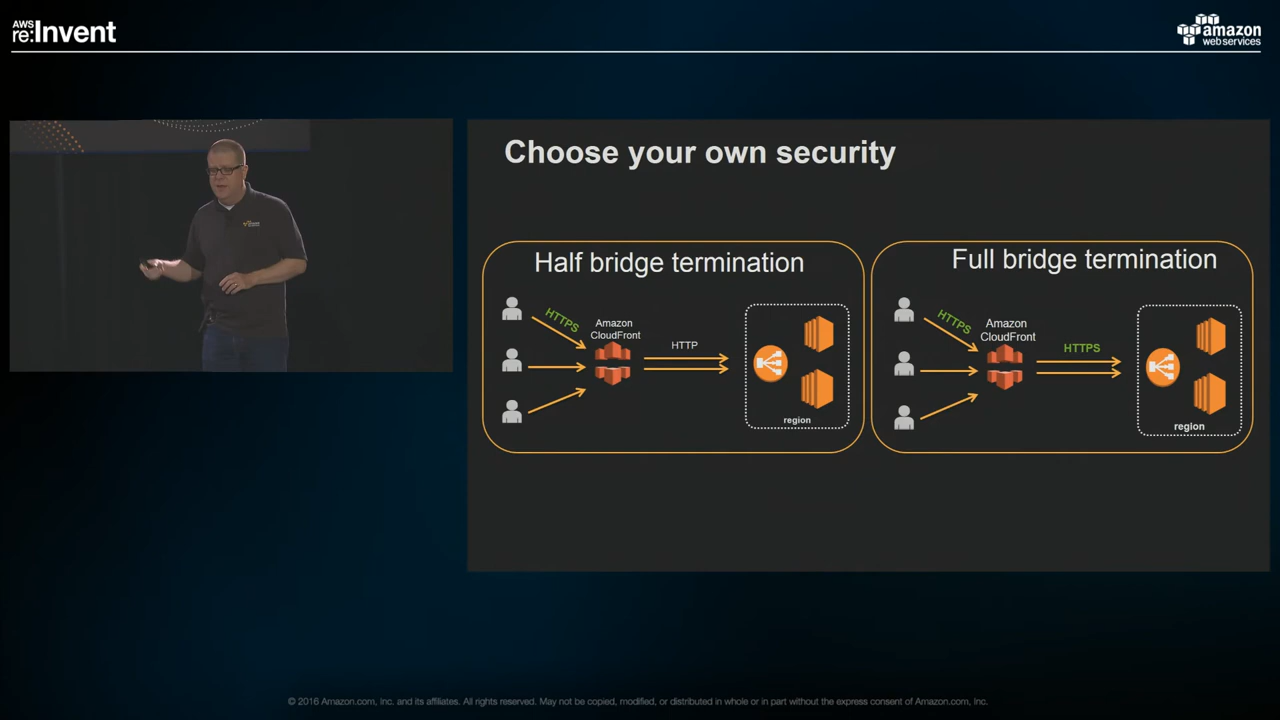 AWS
re:Invent
amazon
web services
Choose your own security
Half bridge termination
HTTPS
Amazon
CloudFront
HTTP
region
Full bridge termination
HTTPS
Amazon
CloudFront
HTTPS
region
© 2016 Amazon.com, Inc. and its affiliates. All rights reserved. May not be copied, modified, or distributed in whole or in part without the express consent of Amazon.com, Inc.